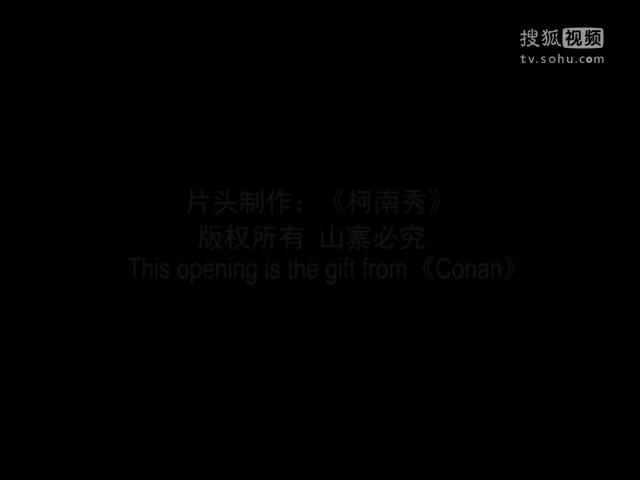 搜狐视频
tv.sohu.com
片头制作：《柯南秀》
版权所有 山寨必究
This opening is the gift from《Conan》